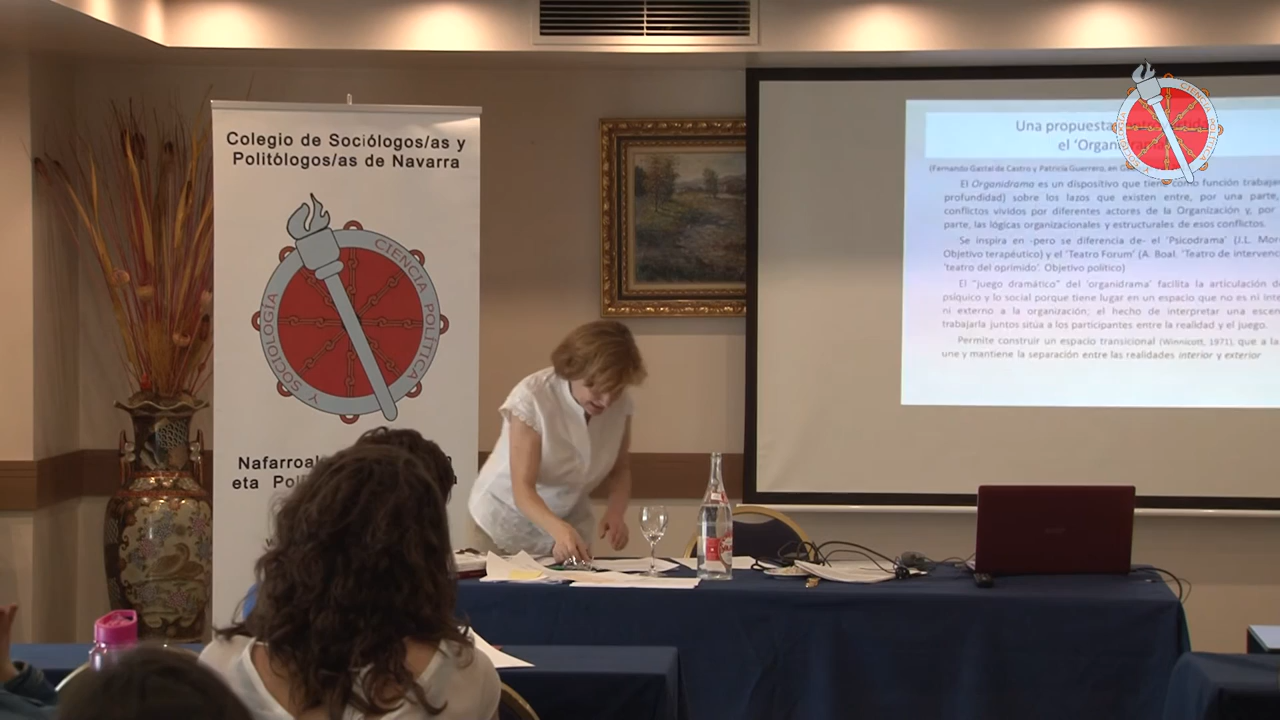 Colegio de Sociólogos/as y
Politólogos/as de Navarra
CIENCIA POLÍTICA
Y SOCIOLOGÍA
Nafarroako
eta
Una propuesta
el 'Organidrama'
(Fernando Gastal de Castro y Patricia Guerrero, en
El Organidrama es un dispositivo que tiene como función trabajar
profundidad) sobre los lazos que existen entre, por una parte,
conflictos vividos por diferentes actores de la Organización y, por
parte, las lógicas organizacionales y estructurales de esos conflictos.
Se inspira en -pero se diferencia de- el 'Psicodrama' (J.L.
Objetivo terapéutico) y el 'Teatro Forum' (A. Boal. 'Teatro de
'teatro del oprimido'. Objetivo político)
El "juego dramático" del 'organidrama' facilita la articulación
psíquico y lo social porque tiene lugar en un espacio que no es ni
ni externo a la organización; el hecho de interpretar una
trabajarla juntos sitúa a los participantes entre la realidad y el juego.
Permite construir un espacio transicional (Winnicott, 1971), que a la
une y mantiene la separación entre las realidades interior y exterior
CIENCIA POLÍTICA
Y SOCIOLOGÍA